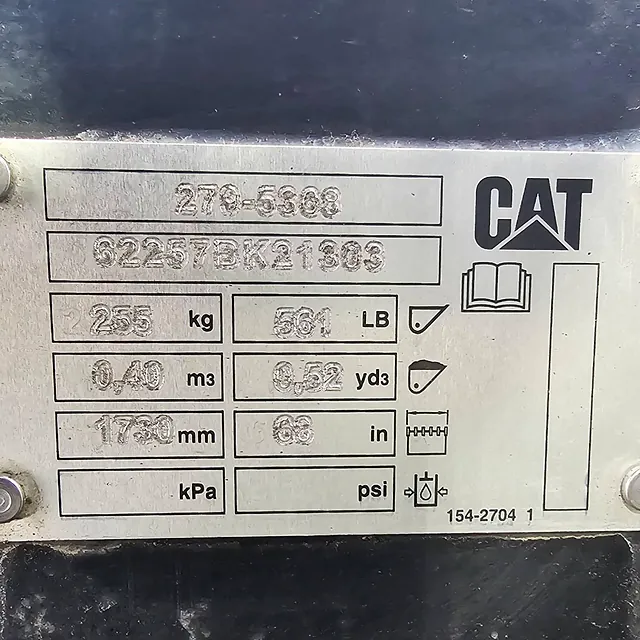 279-5368
CAT
62257BK21303
255 kg 561 LB
0,40 m3 0,52 yd3
1730 mm 68 in
kPa psi
154-2704 1